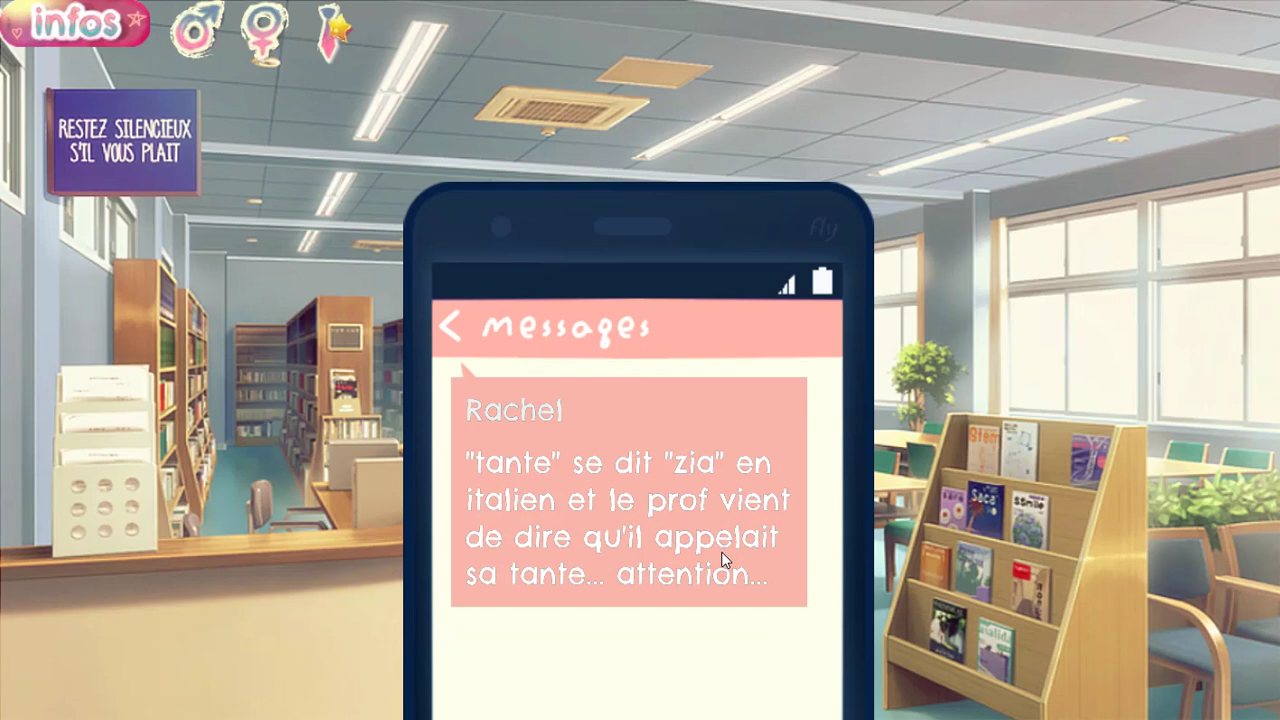 infos
RESTEZ SILENCIEUX
S'IL VOUS PLAIT
fly
messages
Rachel
"tante" se dit "zia" en
italien et le prof vient
de dire qu'il appelait
sa tante... attention...